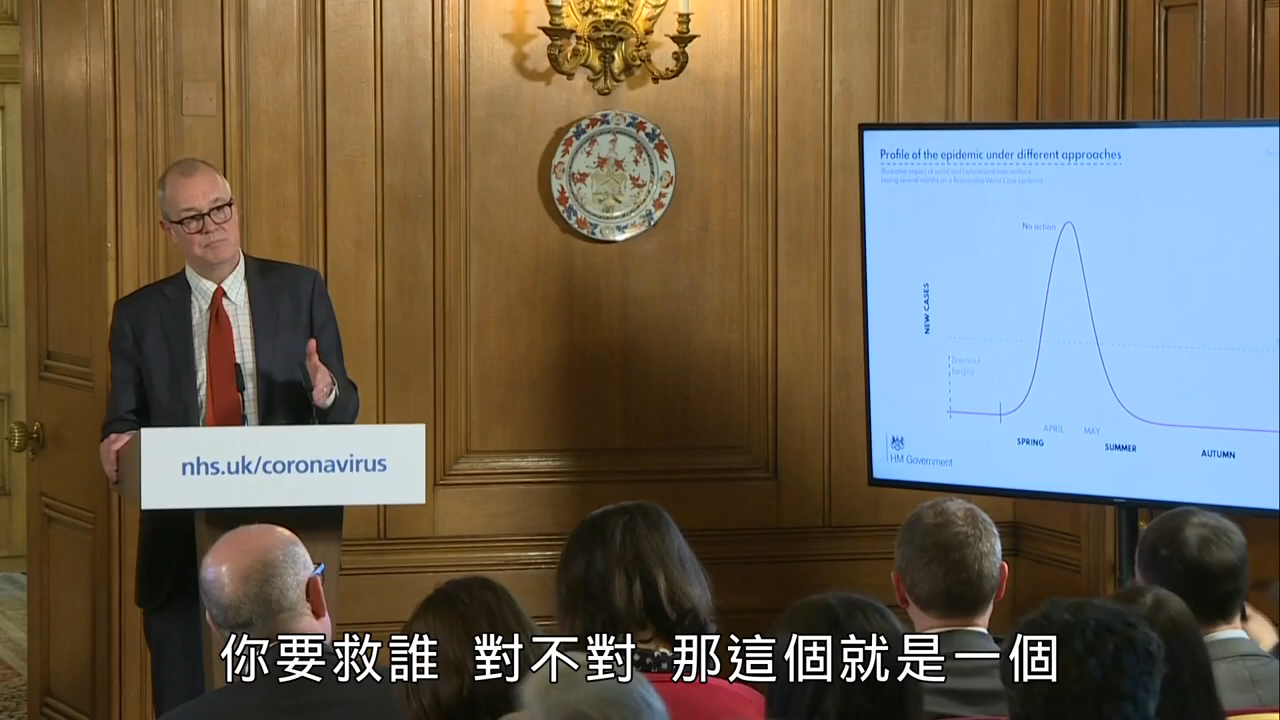 Profile of the epidemic under different approaches
No action
NEW CASES
APRIL
MAY
SPRING
SUMMER
AUTUMN
HM Government
nhs.uk/coronavirus
你要救誰 對不對 那這個就是一個